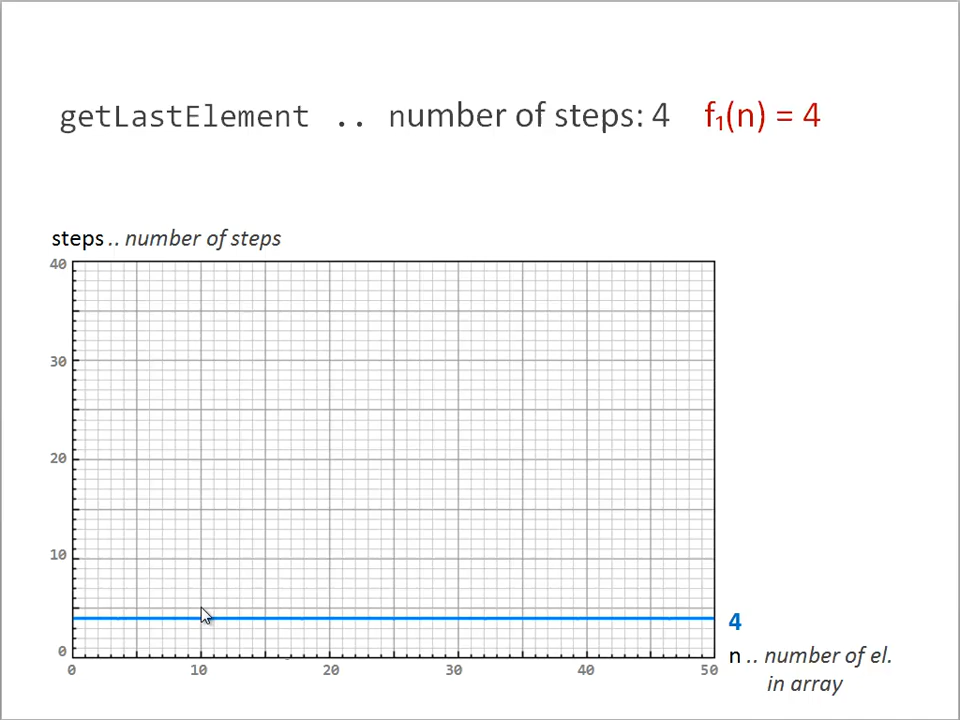 getLastElement .. number of steps: 4 f₁(n) = 4
steps .. number of steps
40
30
20
10
0
0 10 20 30 40 50
4
n .. number of el.
in array